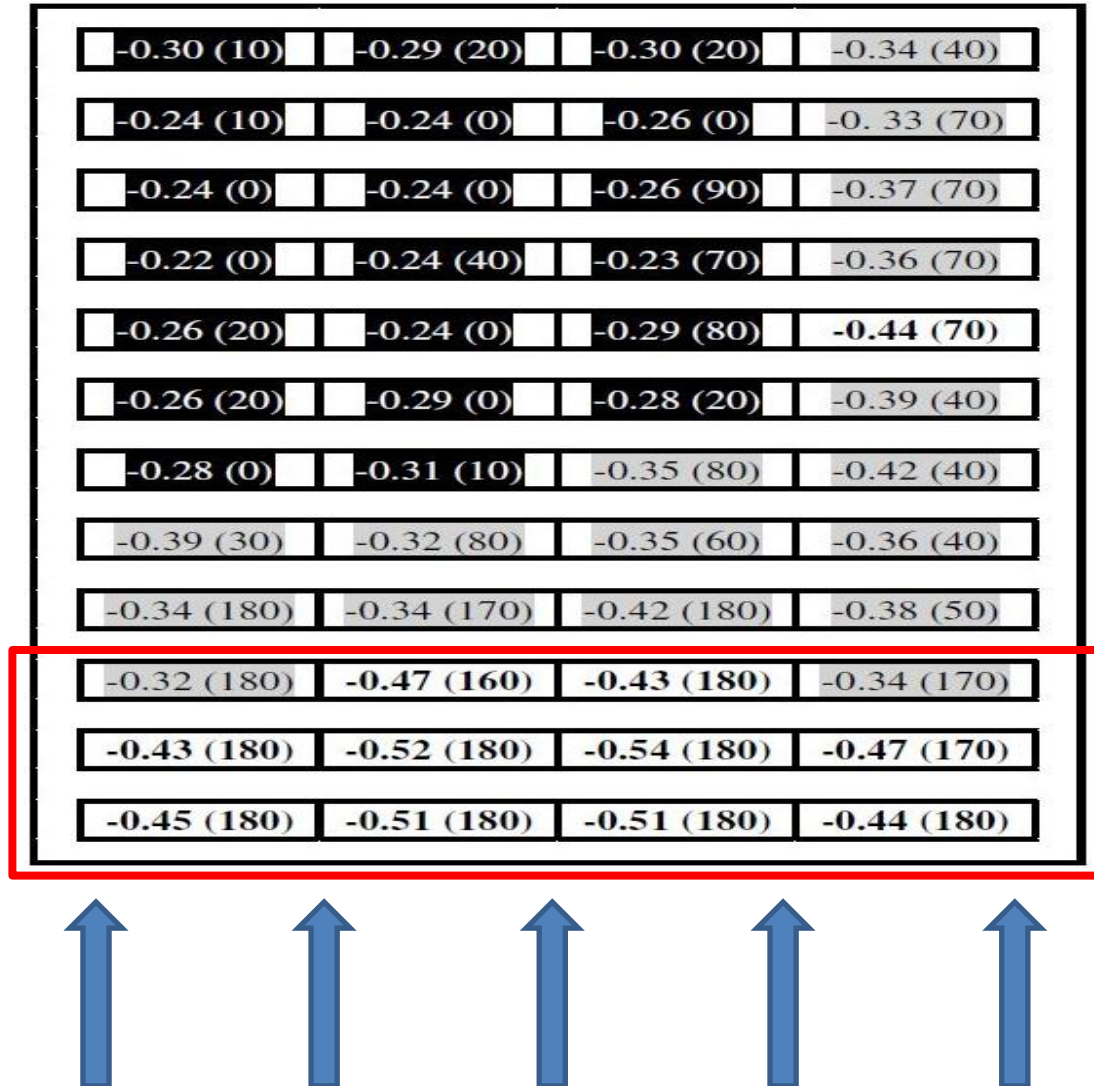 -0.30 (10) -0.29 (20) -0.30 (20) -0.34 (40)
-0.24 (10) -0.24 (0) -0.26 (0) -0. 33 (70)
-0.24 (0) -0.24 (0) -0.26 (90) -0.37 (70)
-0.22 (0) -0.24 (40) -0.23 (70) -0.36 (70)
-0.26 (20) -0.24 (0) -0.29 (80) -0.44 (70)
-0.26 (20) -0.29 (0) -0.28 (20) -0.39 (40)
-0.28 (0) -0.31 (10) -0.35 (80) -0.42 (40)
-0.39 (30) -0.32 (80) -0.35 (60) -0.36 (40)
-0.34 (180) -0.34 (170) -0.42 (180) -0.38 (50)
-0.32 (180) -0.47 (160) -0.43 (180) -0.34 (170)
-0.43 (180) -0.52 (180) -0.54 (180) -0.47 (170)
-0.45 (180) -0.51 (180) -0.51 (180) -0.44 (180)